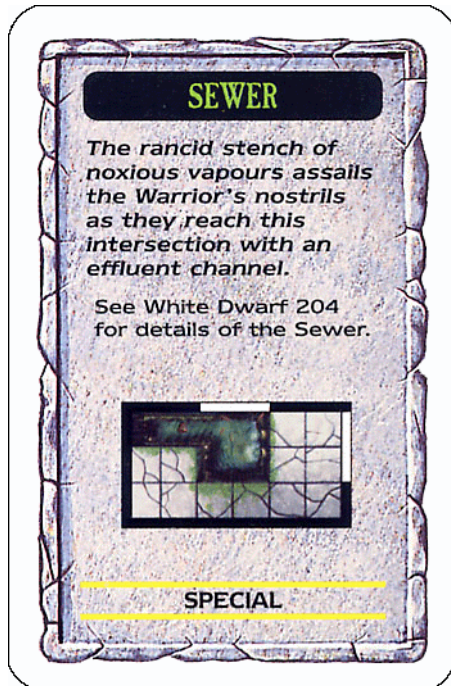 SEWER
The rancid stench of
noxious vapours assails
the Warrior's nostrils
as they reach this
intersection with an
effluent channel.
See White Dwarf 204
for details of the Sewer.
SPECIAL